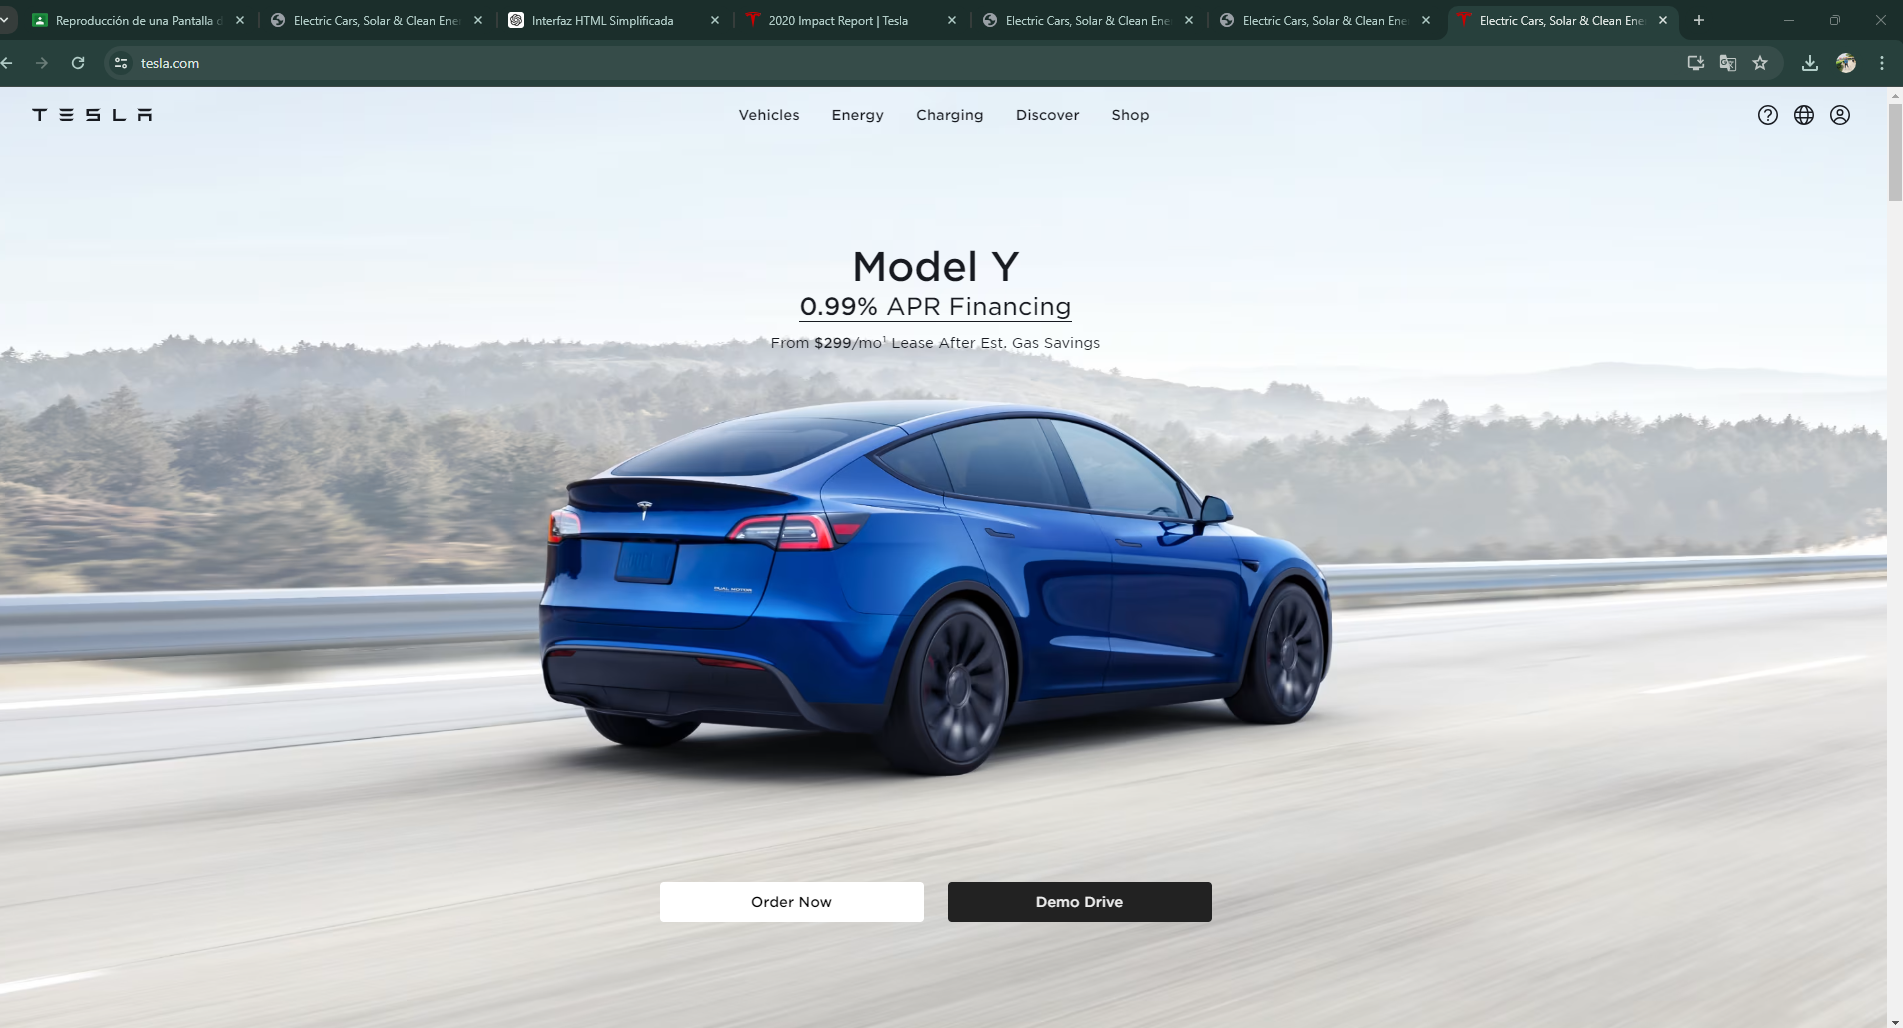 Reproducción de una Pantalla d
Electric Cars, Solar & Clean Ene
Interfaz HTML Simplificada
2020 Impact Report | Tesla
Electric Cars, Solar & Clean Ene
Electric Cars, Solar & Clean Ene
Electric Cars, Solar & Clean Ene
tesla.com
TESLA
Vehicles
Energy
Charging
Discover
Shop
Model Y
0.99% APR Financing
From $299/mo¹ Lease After Est. Gas Savings
DUAL MOTOR
Order Now
Demo Drive